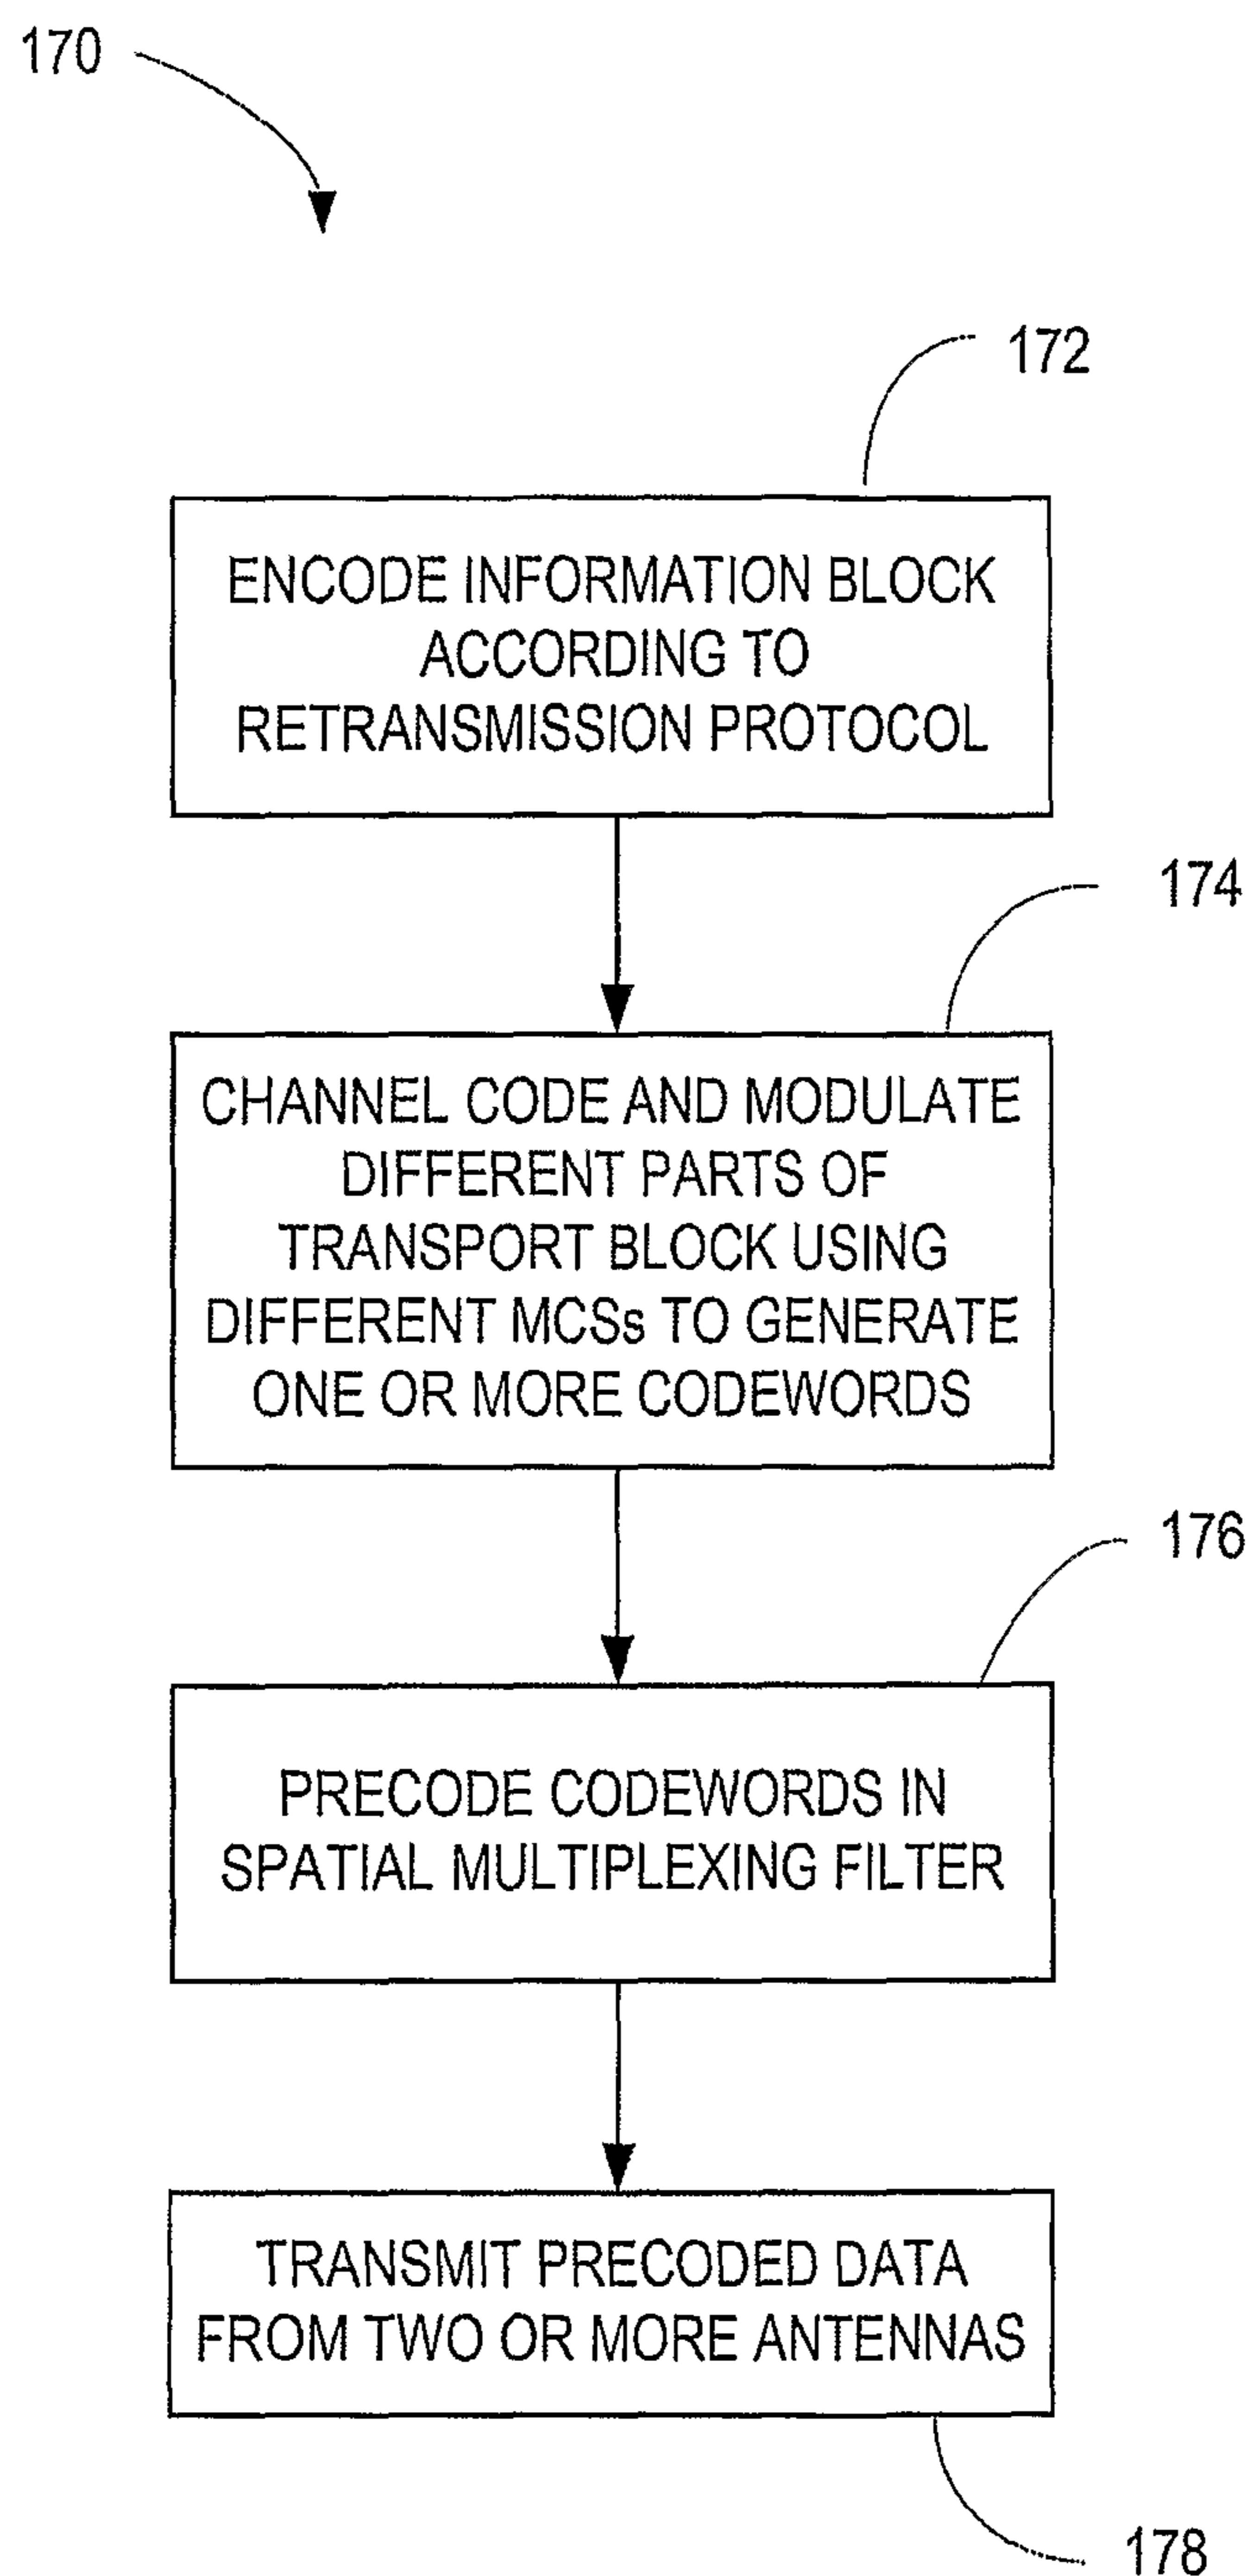 170
172
ENCODE INFORMATION BLOCK
ACCORDING TO
RETRANSMISSION PROTOCOL
174
CHANNEL CODE AND MODULATE
DIFFERENT PARTS OF
TRANSPORT BLOCK USING
DIFFERENT MCSs TO GENERATE
ONE OR MORE CODEWORDS
176
PRECODE CODEWORDS IN
SPATIAL MULTIPLEXING FILTER
TRANSMIT PRECODED DATA
FROM TWO OR MORE ANTENNAS
178